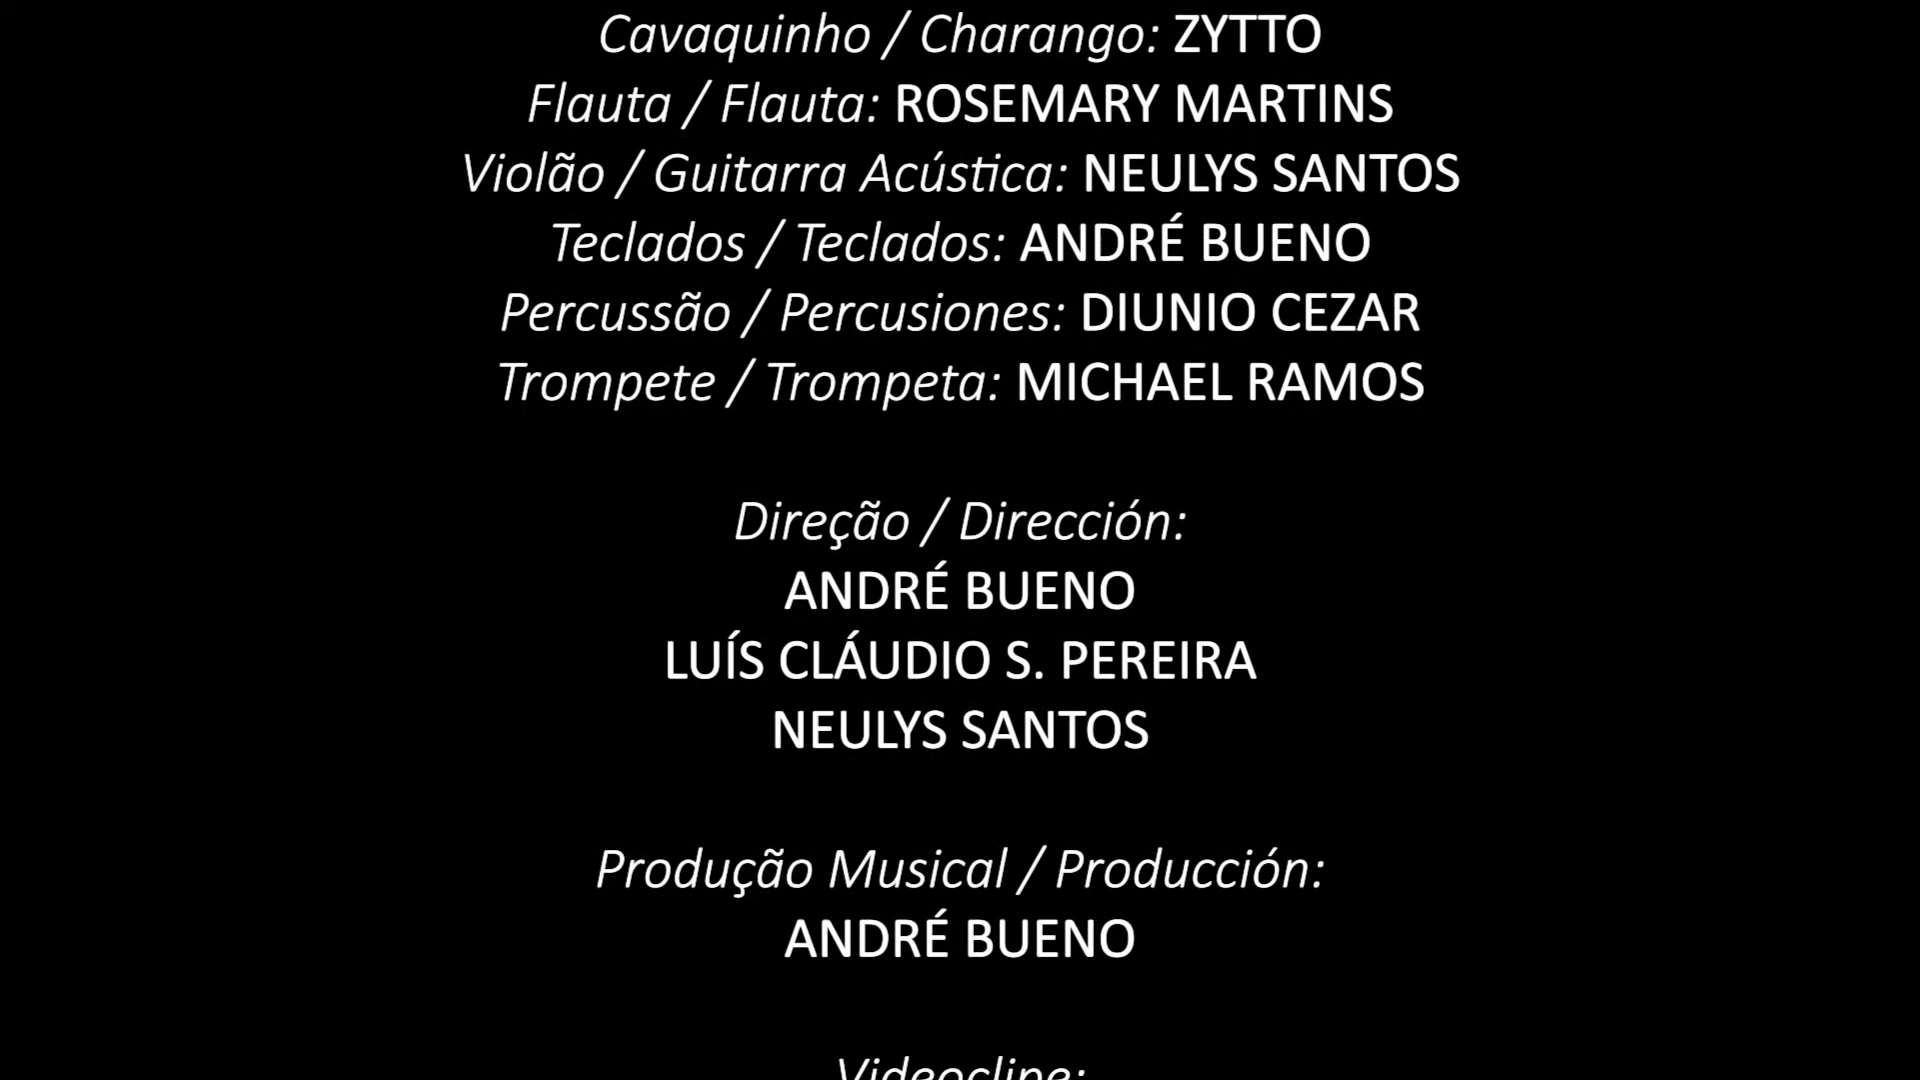 Cavaquinho / Charango: ZYTTO
Flauta / Flauta: ROSEMARY MARTINS
Violão / Guitarra Acústica: NEULYS SANTOS
Teclados / Teclados: ANDRÉ BUENO
Percussão / Percusiones: DIUNIO CEZAR
Trompete / Trompeta: MICHAEL RAMOS
Direção / Dirección:
ANDRÉ BUENO
LUÍS CLÁUDIO S. PEREIRA
NEULYS SANTOS
Produção Musical / Producción:
ANDRÉ BUENO
Videoclipe: